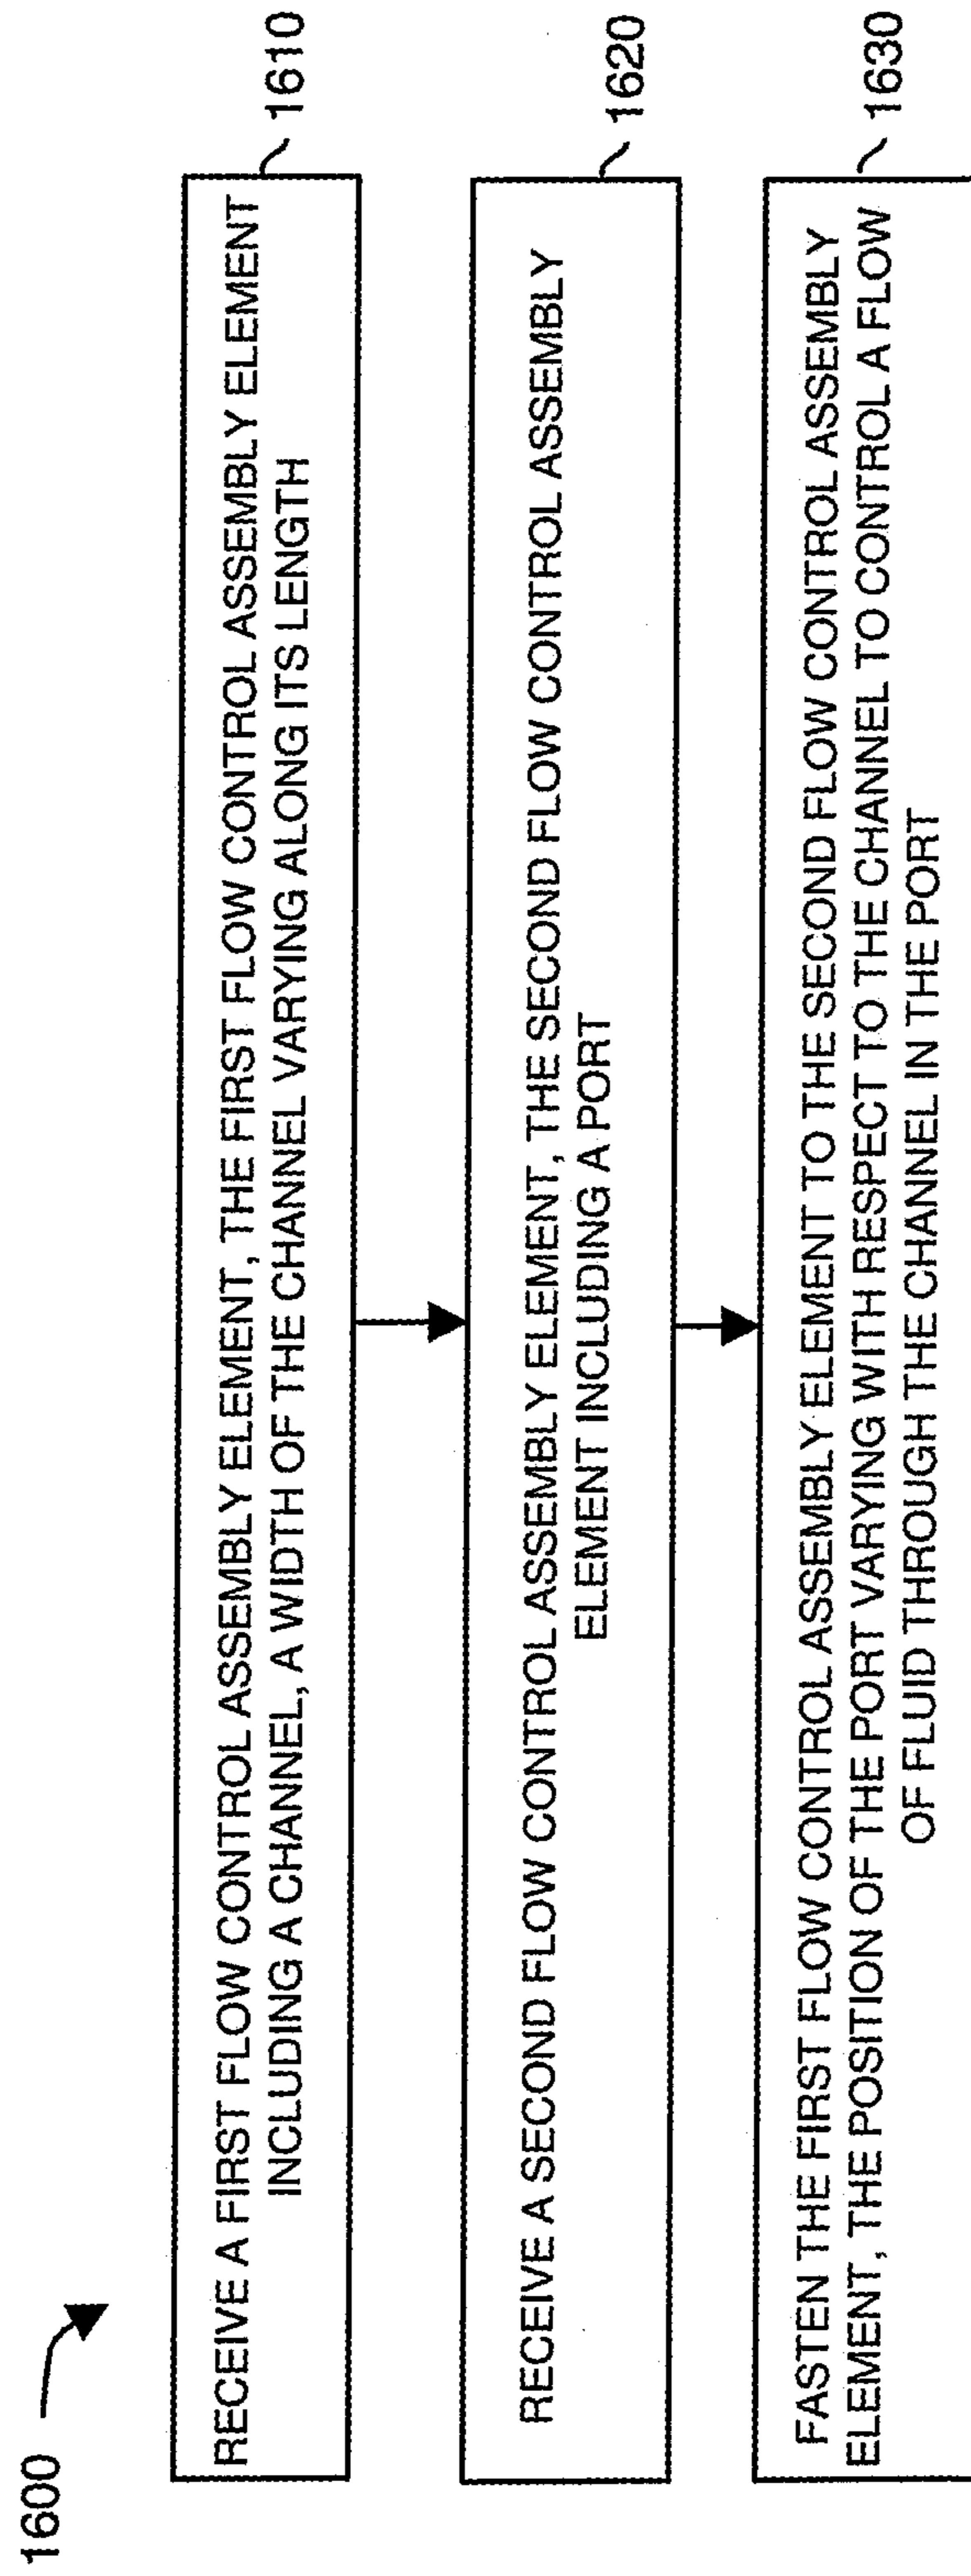 1600
RECEIVE A FIRST FLOW CONTROL ASSEMBLY ELEMENT, THE FIRST FLOW CONTROL ASSEMBLY ELEMENT
INCLUDING A CHANNEL, A WIDTH OF THE CHANNEL VARYING ALONG ITS LENGTH
1610
RECEIVE A SECOND FLOW CONTROL ASSEMBLY ELEMENT, THE SECOND FLOW CONTROL ASSEMBLY
ELEMENT INCLUDING A PORT
1620
FASTEN THE FIRST FLOW CONTROL ASSEMBLY ELEMENT TO THE SECOND FLOW CONTROL ASSEMBLY
ELEMENT, THE POSITION OF THE PORT VARYING WITH RESPECT TO THE CHANNEL TO CONTROL A FLOW
OF FLUID THROUGH THE CHANNEL IN THE PORT
1630